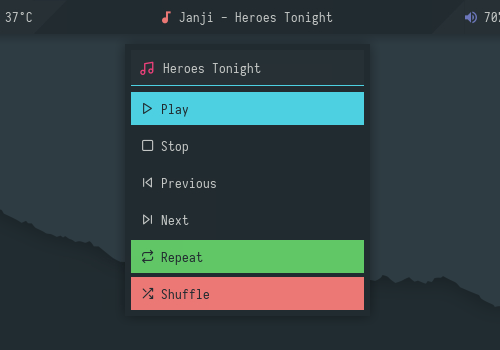 37°C
Janji - Heroes Tonight
Heroes Tonight
Play
Stop
Previous
Next
Repeat
Shuffle